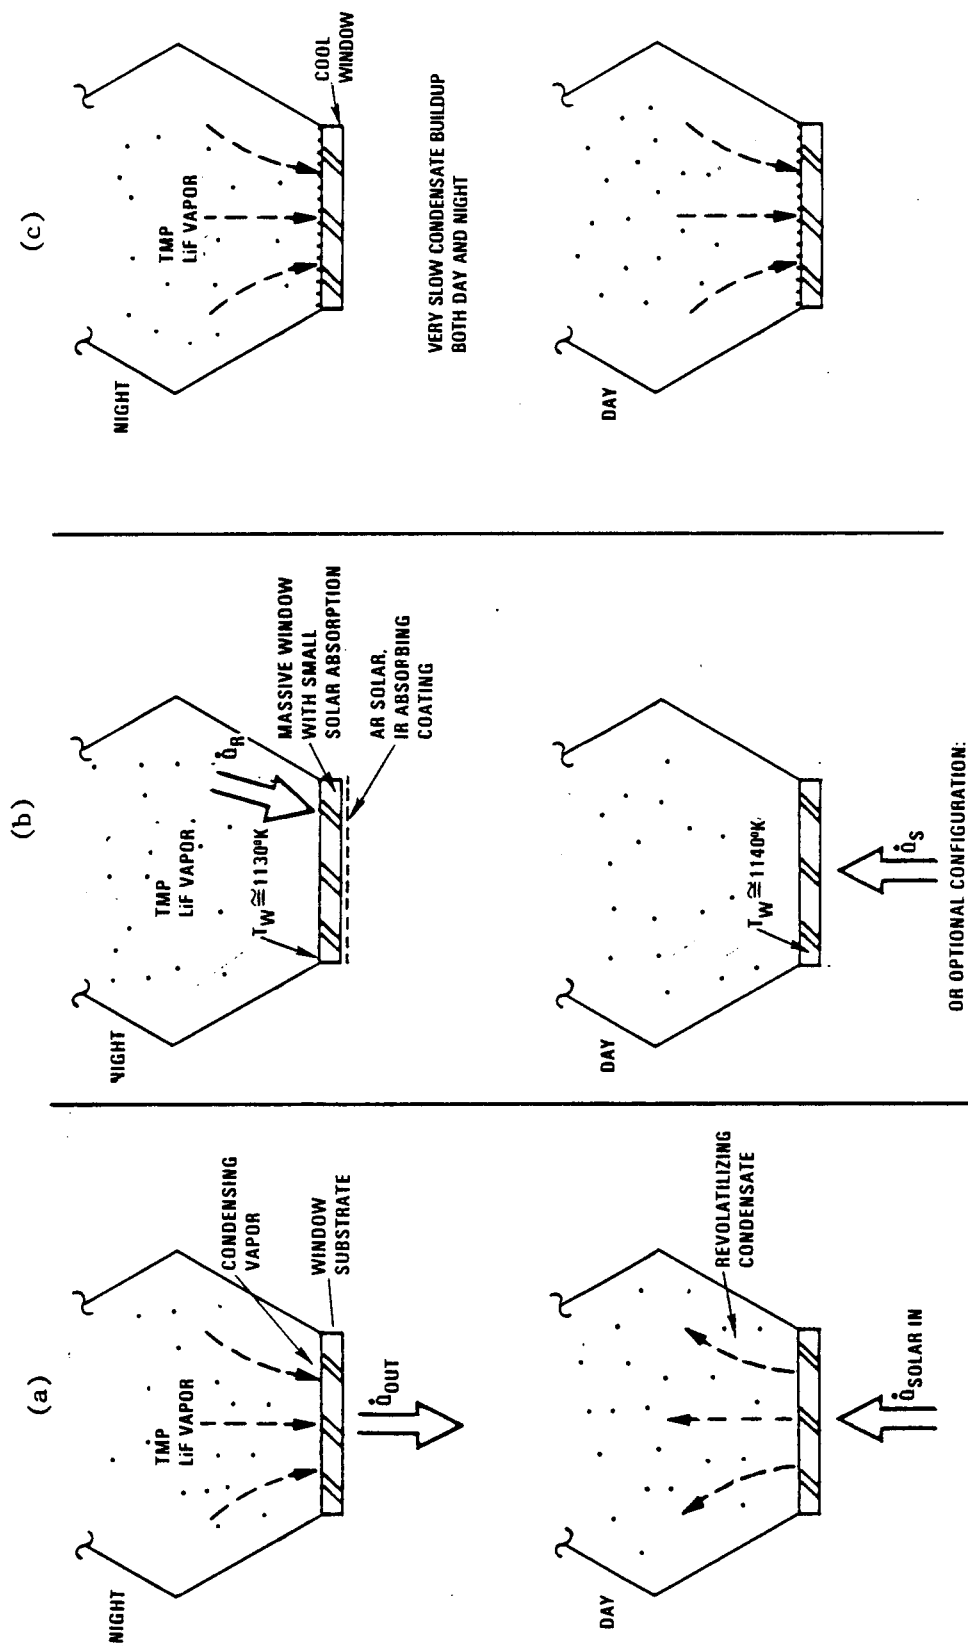 (a)
NIGHT
TMP
LiF VAPOR
CONDENSING
VAPOR
WINDOW
SUBSTRATE
Q̇OUT
DAY
REVOLATILIZING
CONDENSATE
Q̇SOLAR IN
(b)
NIGHT
TMP
LiF VAPOR
Q̇R
TW ≅ 1130°K
MASSIVE WINDOW
WITH SMALL
SOLAR ABSORPTION
AR SOLAR,
IR ABSORBING
COATING
DAY
TW ≅ 1140°K
Q̇S
OR OPTIONAL CONFIGURATION:
(c)
NIGHT
TMP
LiF VAPOR
COOL
WINDOW
VERY SLOW CONDENSATE BUILDUP
BOTH DAY AND NIGHT
DAY